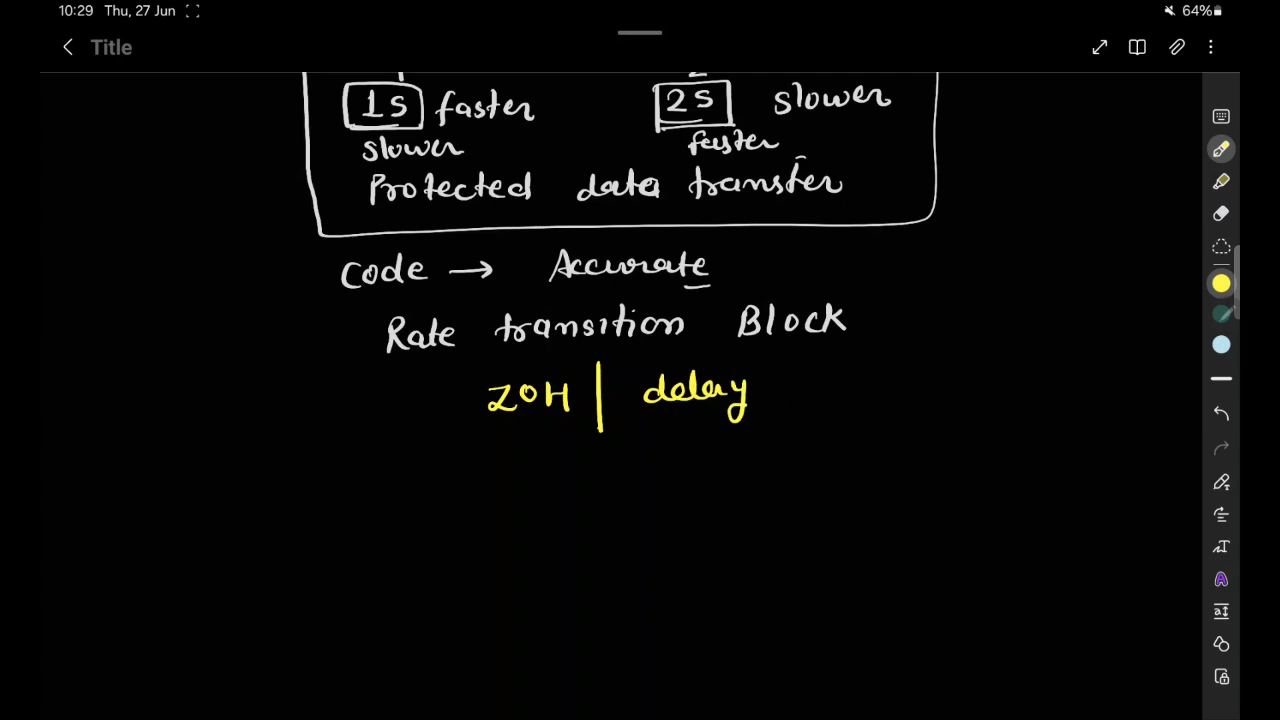 10:29 Thu, 27 Jun 64%
Title
1s faster 2s slower
slower faster
Protected data transfer
Code → Accurate
Rate transition Block
ZOH | delay